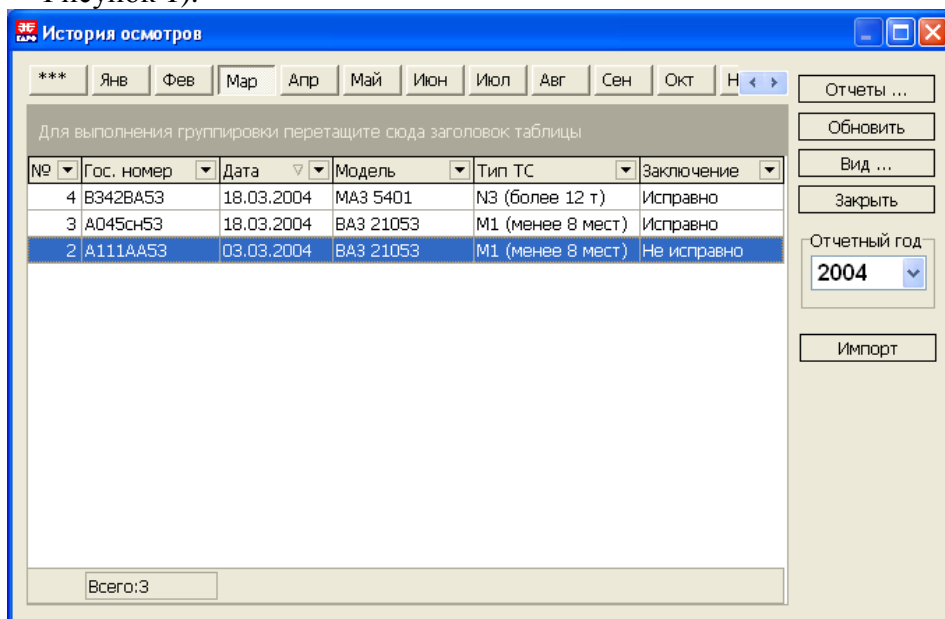 Рисунок 1).
История осмотров
*** Янв Фев Мар Апр Май Июн Июл Авг Сен Окт Н
Отчеты ...
Для выполнения группировки перетащите сюда заголовок таблицы
Обновить
№ Гос. номер Дата Модель Тип ТС Заключение
Вид ...
4 В342ВА53 18.03.2004 МАЗ 5401 N3 (более 12 т) Исправно
Закрыть
3 А045сн53 18.03.2004 ВАЗ 21053 М1 (менее 8 мест) Исправно
2 А111АА53 03.03.2004 ВАЗ 21053 М1 (менее 8 мест) Не исправно
Отчетный год
2004
Импорт
Всего:3